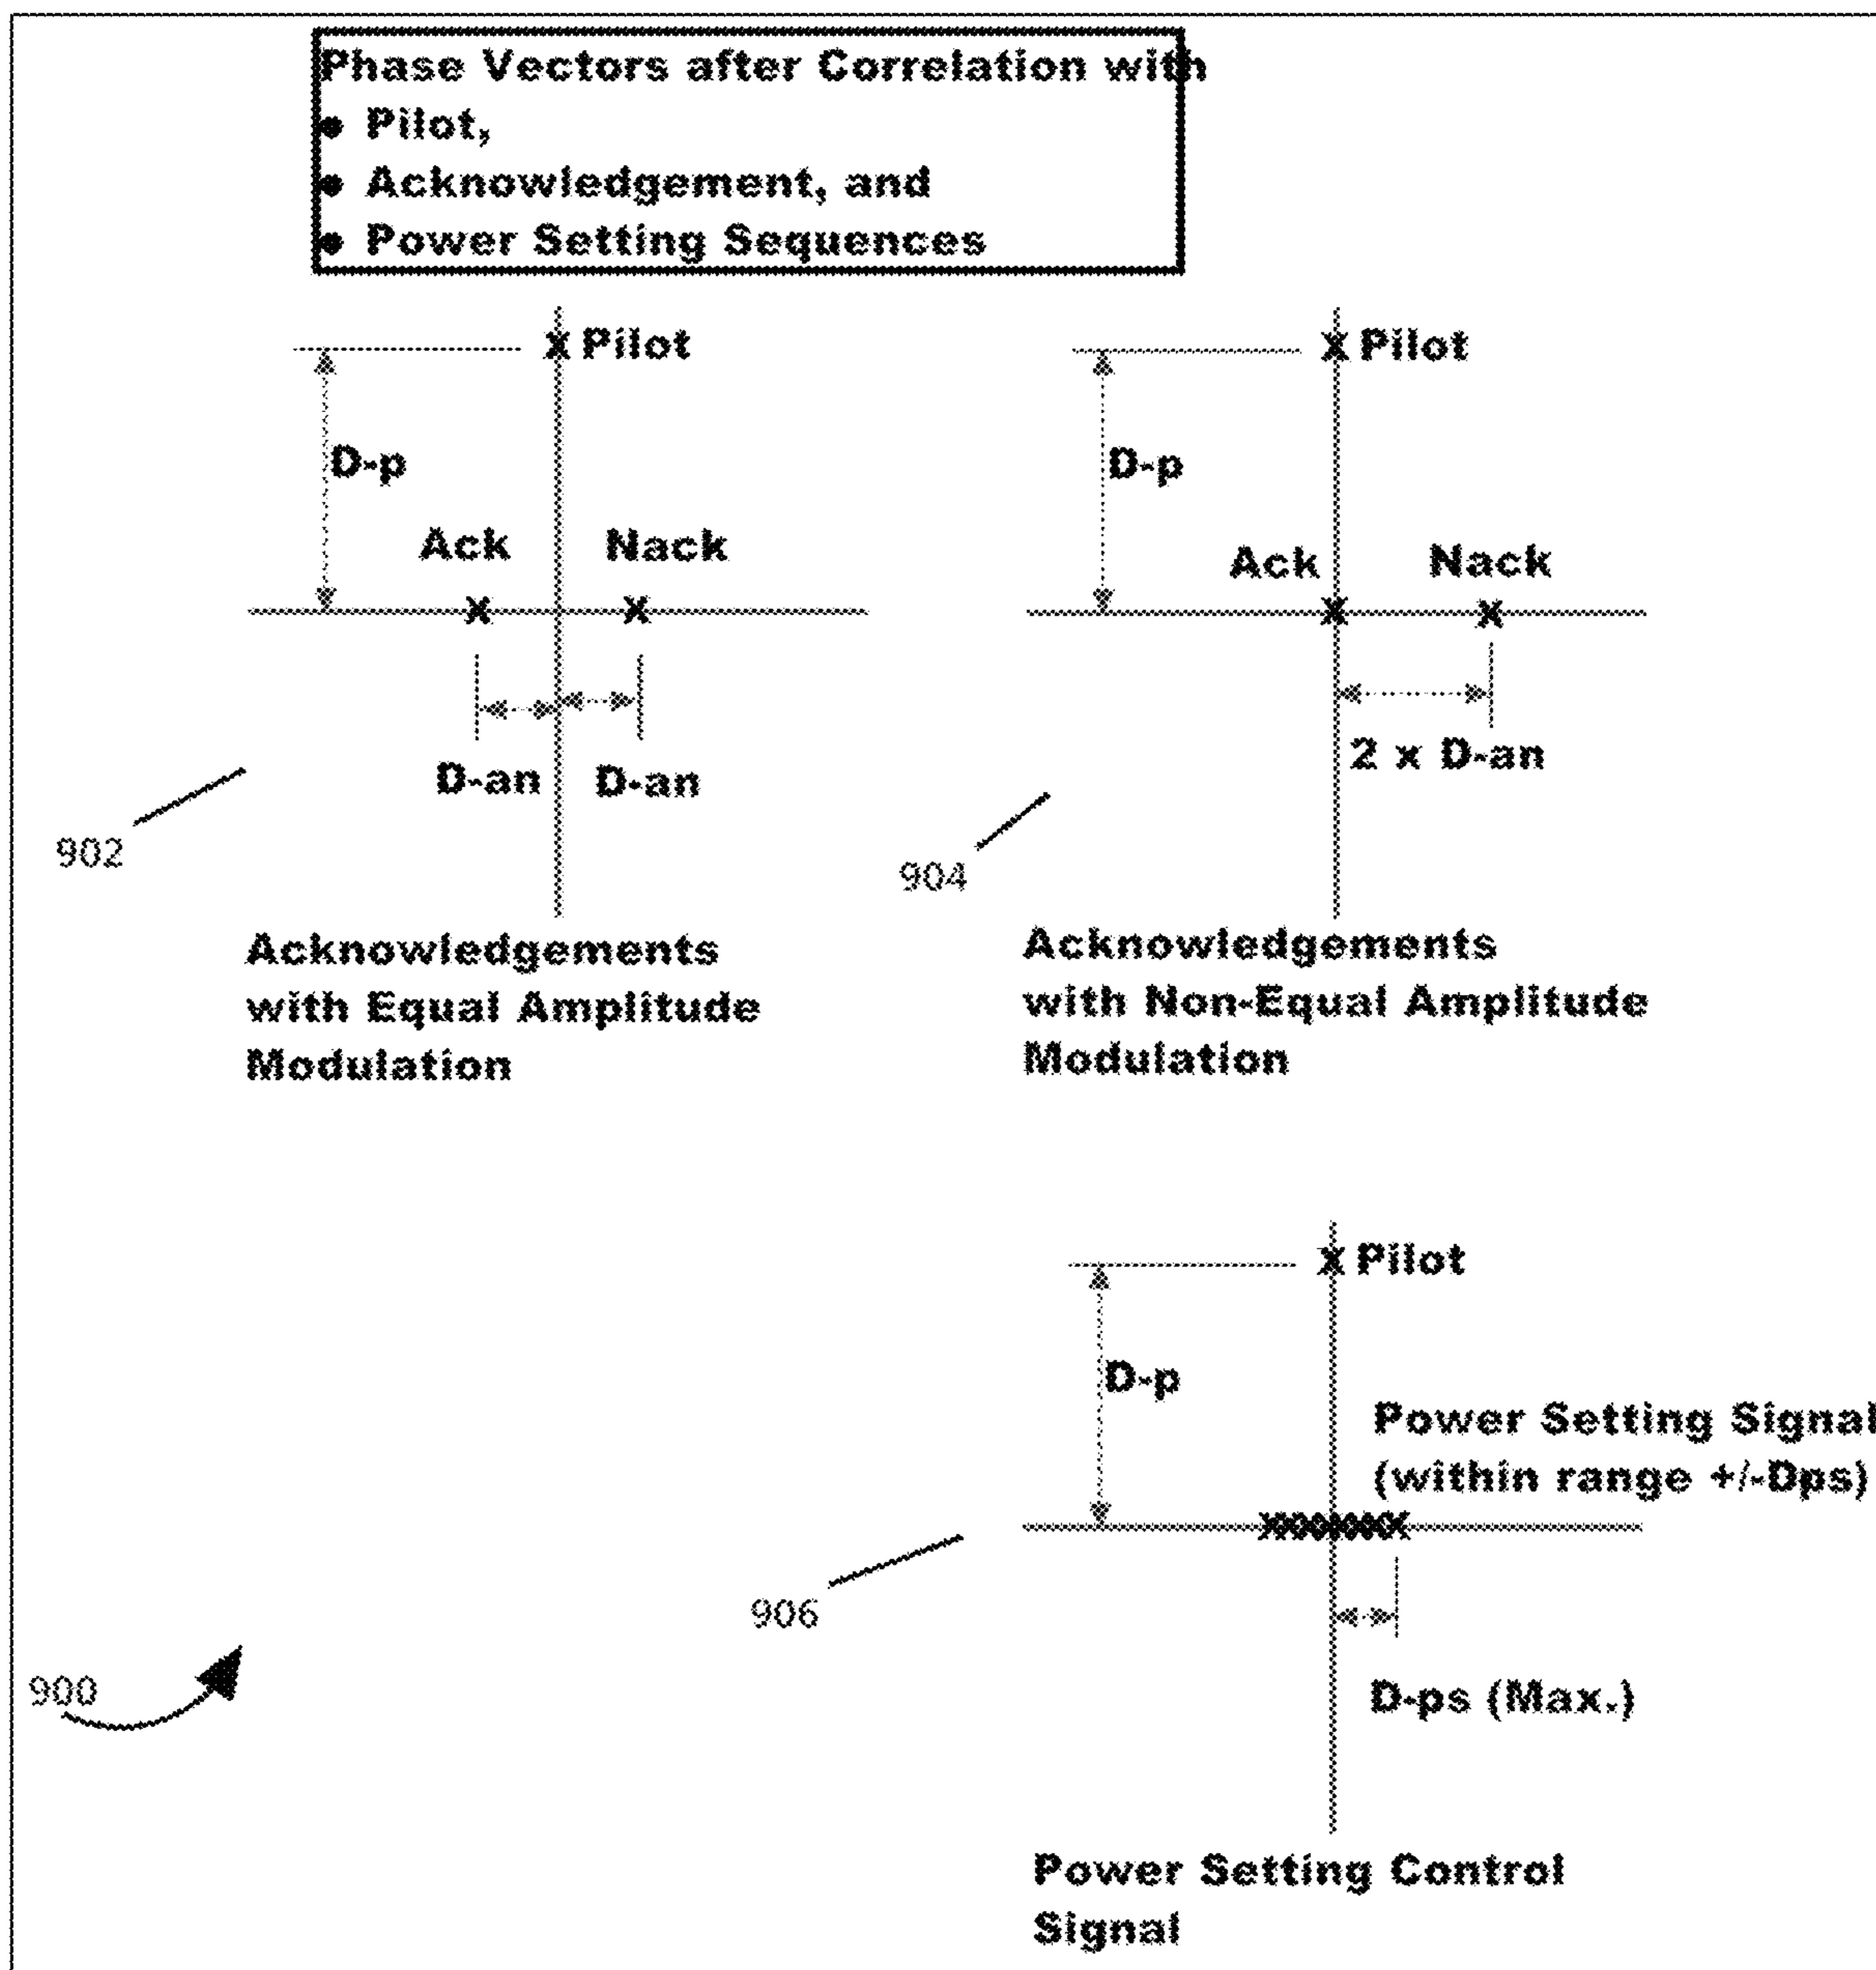 Phase Vectors after Correlation with
• Pilot,
• Acknowledgement, and
• Power Setting Sequences
x Pilot
D-p
Ack Nack
x x
D-an D-an
902
Acknowledgements
with Equal Amplitude
Modulation
x Pilot
D-p
Ack Nack
x x
2 x D-an
904
Acknowledgements
with Non-Equal Amplitude
Modulation
x Pilot
D-p
Power Setting Signal
(within range +/-Dps)
906
D-ps (Max.)
900
Power Setting Control
Signal